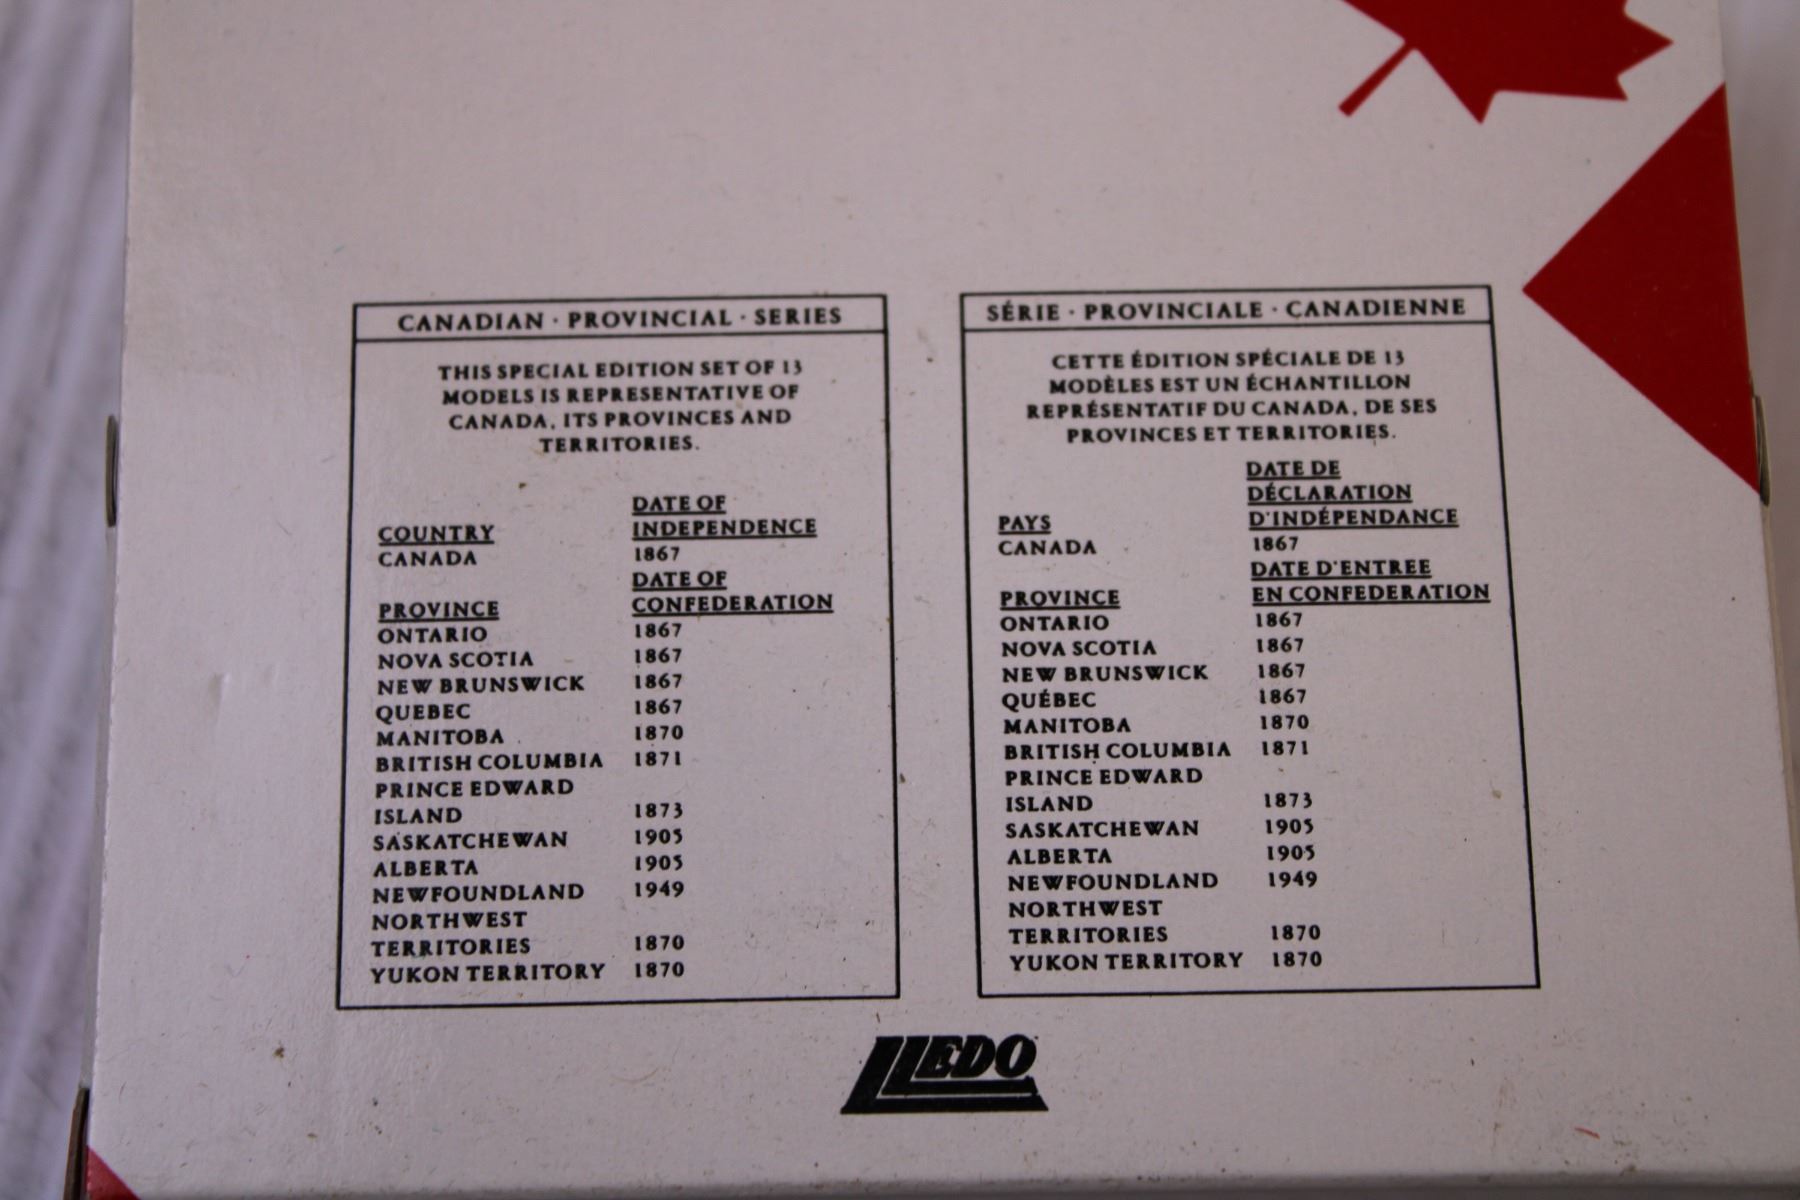 CANADIAN · PROVINCIAL · SERIES
THIS SPECIAL EDITION SET OF 13
MODELS IS REPRESENTATIVE OF
CANADA, ITS PROVINCES AND
TERRITORIES.
DATE OF
COUNTRY INDEPENDENCE
CANADA 1867
DATE OF
PROVINCE CONFEDERATION
ONTARIO 1867
NOVA SCOTIA 1867
NEW BRUNSWICK 1867
QUEBEC 1867
MANITOBA 1870
BRITISH COLUMBIA 1871
PRINCE EDWARD
ISLAND 1873
SASKATCHEWAN 1905
ALBERTA 1905
NEWFOUNDLAND 1949
NORTHWEST
TERRITORIES 1870
YUKON TERRITORY 1870
SÉRIE · PROVINCIALE · CANADIENNE
CETTE ÉDITION SPÉCIALE DE 13
MODÈLES EST UN ÉCHANTILLON
REPRÉSENTATIF DU CANADA, DE SES
PROVINCES ET TERRITORIES.
DATE DE
DÉCLARATION
PAYS D'INDÉPENDANCE
CANADA 1867
DATE D'ENTREE
PROVINCE EN CONFEDERATION
ONTARIO 1867
NOVA SCOTIA 1867
NEW BRUNSWICK 1867
QUÉBEC 1867
MANITOBA 1870
BRITISH COLUMBIA 1871
PRINCE EDWARD
ISLAND 1873
SASKATCHEWAN 1905
ALBERTA 1905
NEWFOUNDLAND 1949
NORTHWEST
TERRITORIES 1870
YUKON TERRITORY 1870
LLEDO